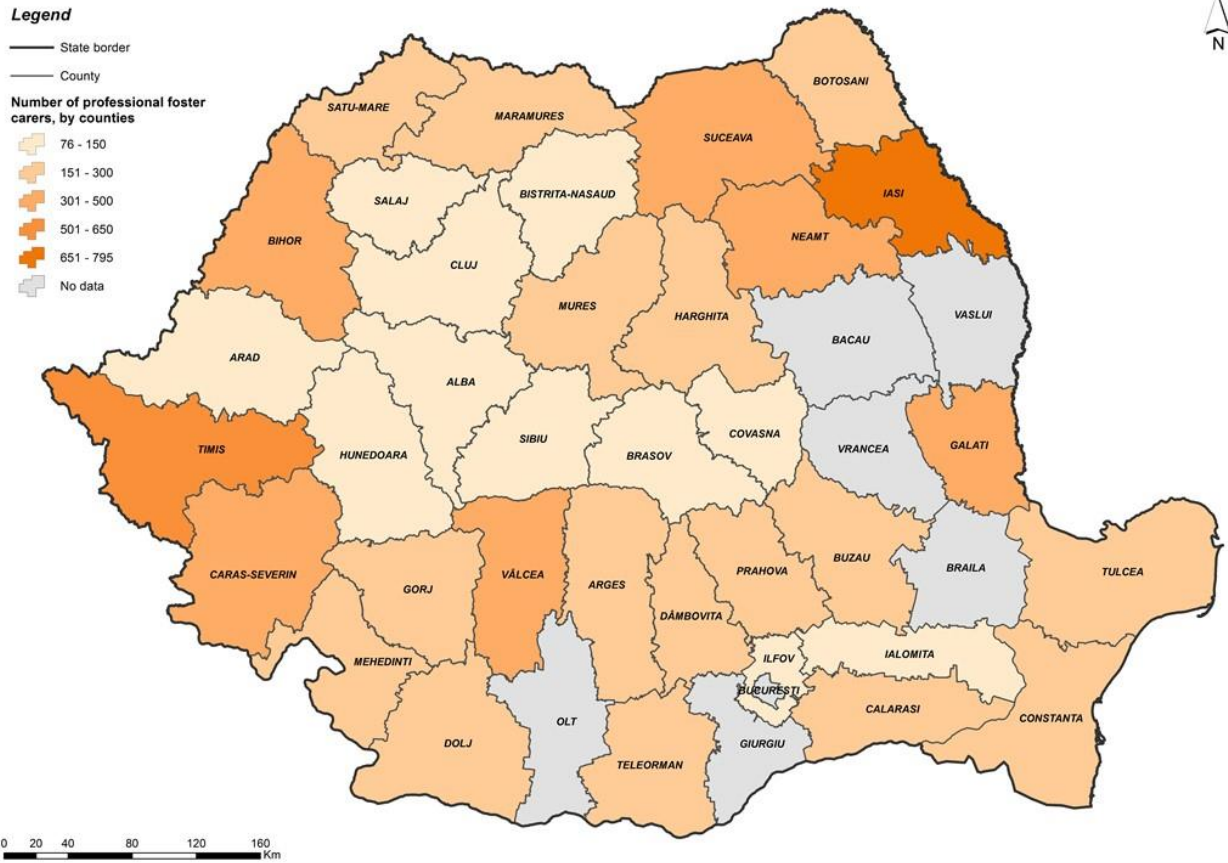 Legend
State border
County
Number of professional foster
carers, by counties
76 - 150
151 - 300
301 - 500
501 - 650
651 - 795
No data
N
BOTOSANI
SATU-MARE
MARAMURES
SUCEAVA
IASI
SALAJ
BISTRITA-NASAUD
BIHOR
NEAMT
CLUJ
MURES
HARGHITA
VASLUI
BACAU
ARAD
ALBA
COVASNA
SIBIU
TIMIS
HUNEDOARA
BRASOV
VRANCEA
GALATI
BUZAU
CARAS-SEVERIN
GORJ
VÂLCEA
ARGES
PRAHOVA
BRAILA
TULCEA
DÂMBOVITA
MEHEDINTI
ILFOV
IALOMITA
BUCURESTI
CALARASI
CONSTANTA
OLT
DOLJ
GIURGIU
TELEORMAN
0 20 40 80 120 160
Km